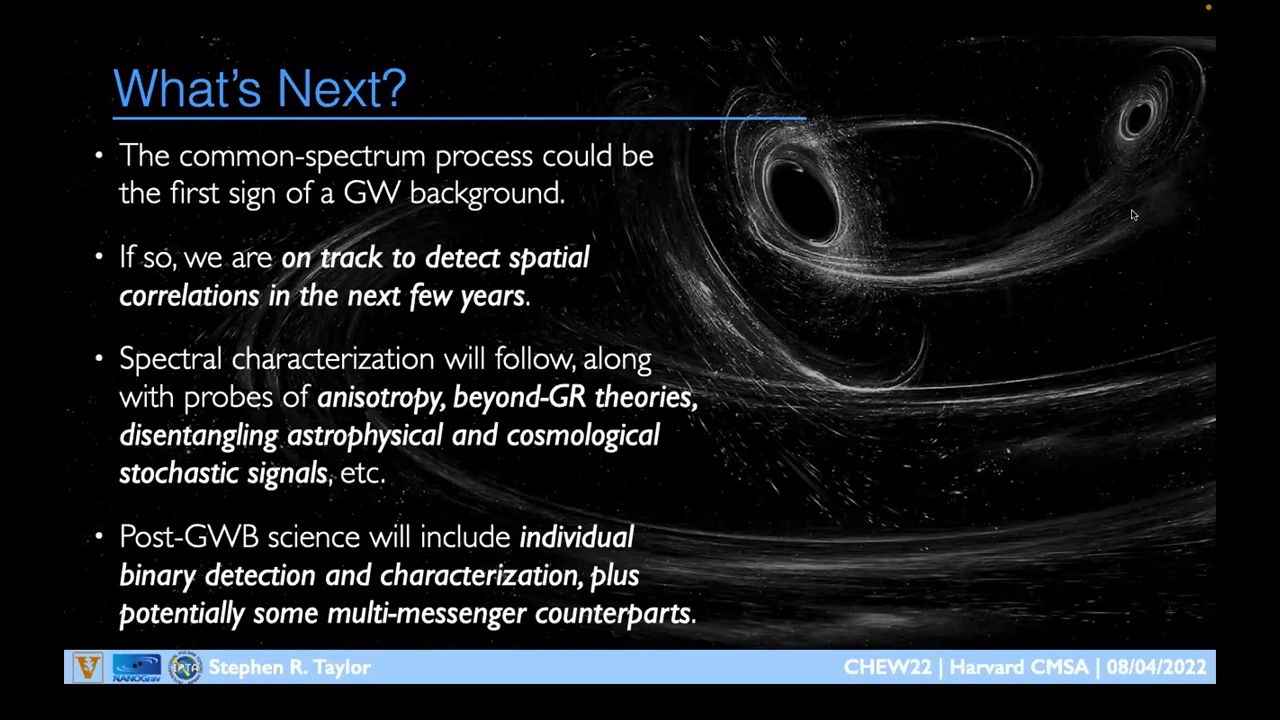 What's Next?
• The common-spectrum process could be
the first sign of a GW background.
• If so, we are on track to detect spatial
correlations in the next few years.
• Spectral characterization will follow, along
with probes of anisotropy, beyond-GR theories,
disentangling astrophysical and cosmological
stochastic signals, etc.
• Post-GWB science will include individual
binary detection and characterization, plus
potentially some multi-messenger counterparts.
V NANOGrav IPTA Stephen R. Taylor CHEW22 | Harvard CMSA | 08/04/2022